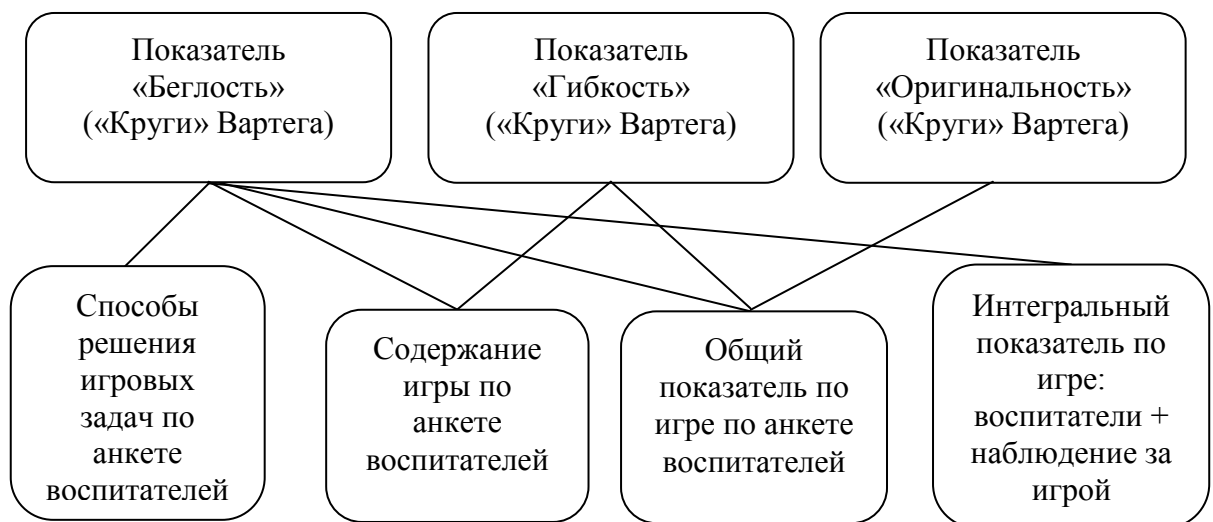 Показатель
«Беглость»
(«Круги» Вартега)
Показатель
«Гибкость»
(«Круги» Вартега)
Показатель
«Оригинальность»
(«Круги» Вартега)
Способы
решения
игровых
задач по
анкете
воспитателей
Содержание
игры по
анкете
воспитателей
Общий
показатель по
игре по анкете
воспитателей
Интегральный
показатель по
игре:
воспитатели +
наблюдение за
игрой